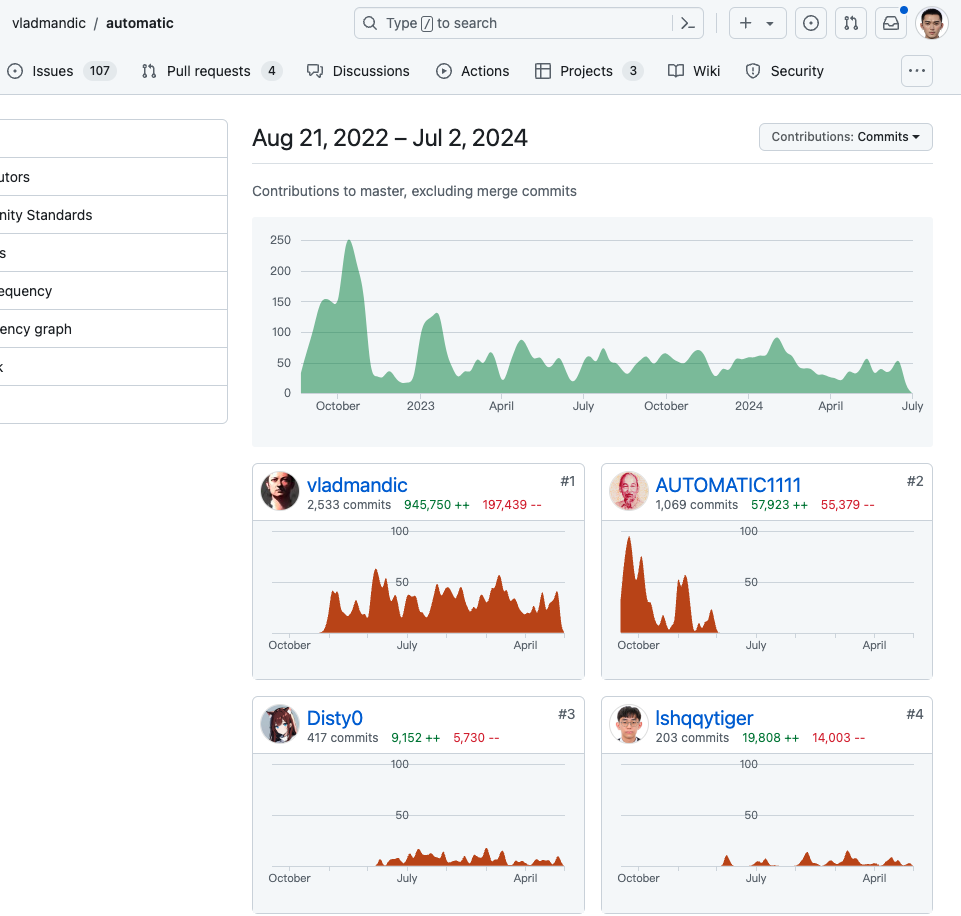 vladmandic / automatic
Type / to search
Issues 107 Pull requests 4 Discussions Actions Projects 3 Wiki Security
utors
nity Standards
s
equency
ency graph
k
Aug 21, 2022 – Jul 2, 2024
Contributions: Commits
Contributions to master, excluding merge commits
250
200
150
100
50
0
October 2023 April July October 2024 April July
vladmandic #1
2,533 commits 945,750 ++ 197,439 --
100
50
October July April
AUTOMATIC1111 #2
1,069 commits 57,923 ++ 55,379 --
100
50
October July April
Disty0 #3
417 commits 9,152 ++ 5,730 --
100
50
October July April
lshqqytiger #4
203 commits 19,808 ++ 14,003 --
100
50
October July April